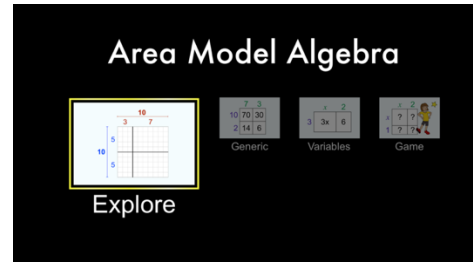 Area Model Algebra
10
3 7
5
10
5
Explore
7 3
10 70 30
2 14 6
Generic
x 2
3 3x 6
Variables
x 2
x ? ?
1 ? ?
Game